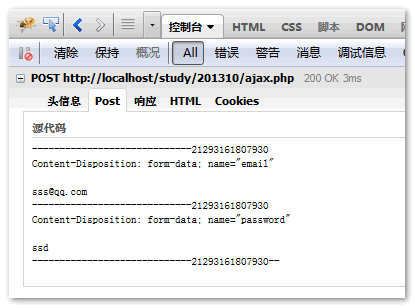 控制台 HTML CSS 脚本 DOM
清除 保持 概况 All 错误 警告 消息 调试信息
POST http://localhost/study/201310/ajax.php 200 OK 3ms
头信息 Post 响应 HTML Cookies
源代码
-----------------------------21293161807930
Content-Disposition: form-data; name="email"
sss@qq.com
-----------------------------21293161807930
Content-Disposition: form-data; name="password"
ssd
-----------------------------21293161807930--